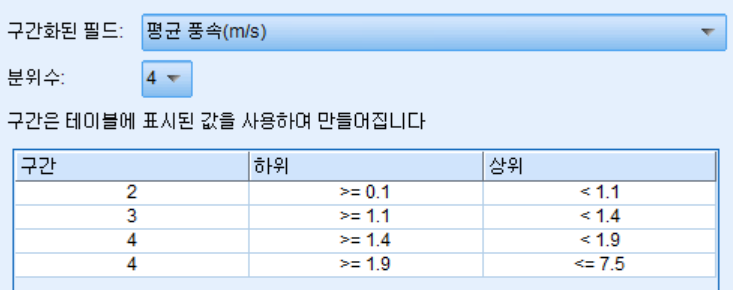 구간화된 필드: 평균 풍속(m/s)
분위수: 4
구간은 테이블에 표시된 값을 사용하여 만들어집니다
구간 하위 상위
2 >= 0.1 < 1.1
3 >= 1.1 < 1.4
4 >= 1.4 < 1.9
4 >= 1.9 <= 7.5